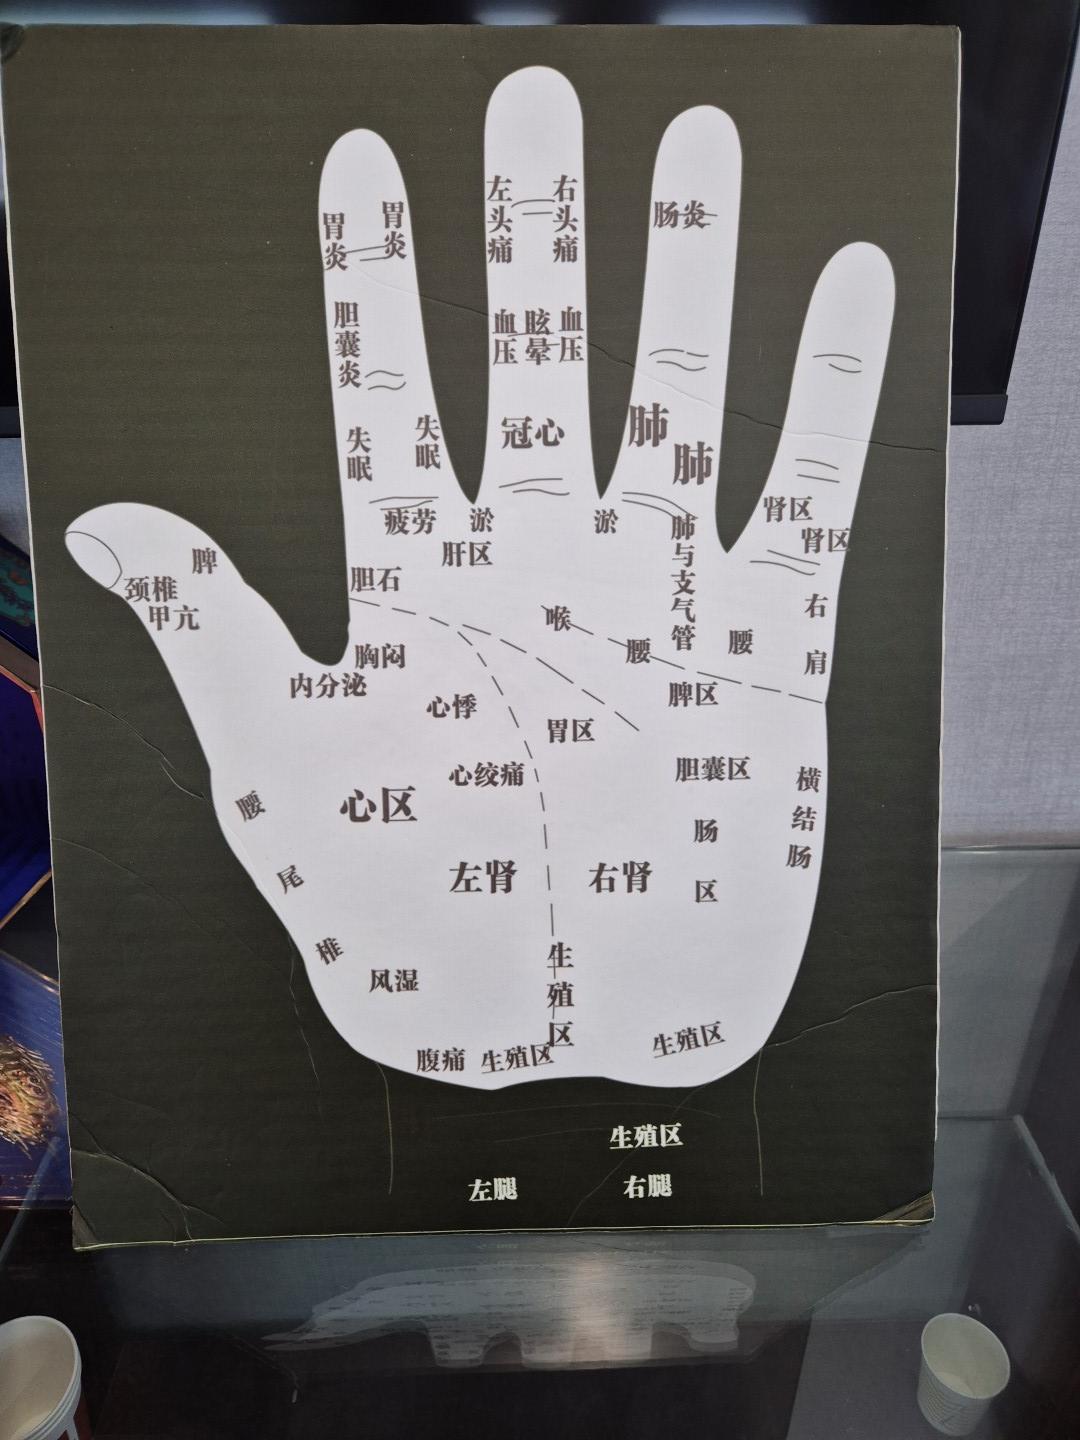 左头痛
右头痛
胃炎
胃炎
肠炎
胆囊炎
血压
眩晕
血压
失眠
失眠
冠心
肺
肺
疲劳
淤
淤
肾区
肾区
肝区
肺与支气管
脾
颈椎
甲亢
胆石
喉
腰
腰
右肩
胸闷
内分泌
脾区
心悸
胃区
心绞痛
胆囊区
横结肠
腰
心区
肠区
尾椎
左肾
右肾
风湿
生殖区
腹痛
生殖区
生殖区
生殖区
左腿
右腿